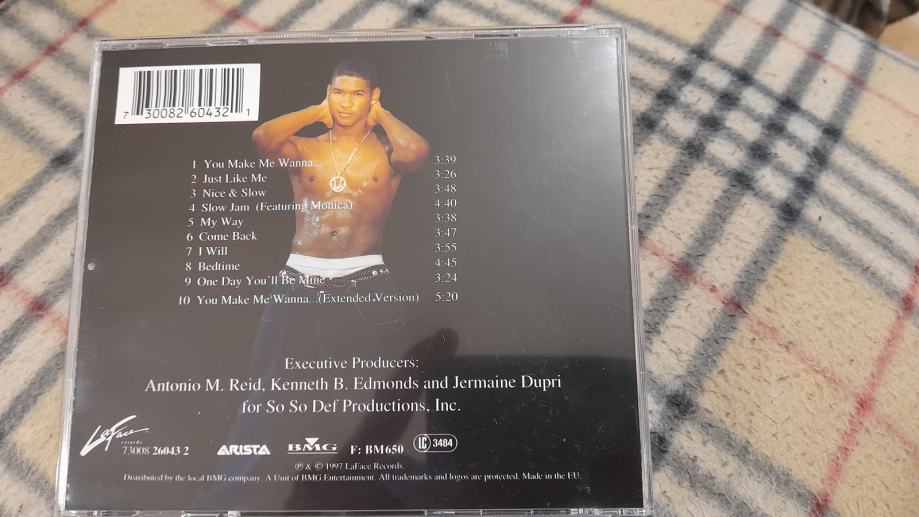 7 30082 60432 1
1 You Make Me Wanna... 3:39
2 Just Like Me 3:26
3 Nice & Slow 3:48
4 Slow Jam (Featuring Monica) 4:40
5 My Way 3:38
6 Come Back 3:47
7 I Will 3:55
8 Bedtime 4:45
9 One Day You'll Be Mine 3:24
10 You Make Me Wanna...(Extended Version) 5:20
Executive Producers:
Antonio M. Reid, Kenneth B. Edmonds and Jermaine Dupri
for So So Def Productions, Inc.
LaFace
records
73008 26043 2
ARISTA
BMG
F: BM650
LC 3484
℗ & © 1997 LaFace Records.
Distributed by the local BMG company. A Unit of BMG Entertainment. All trademarks and logos are protected. Made in the EU.